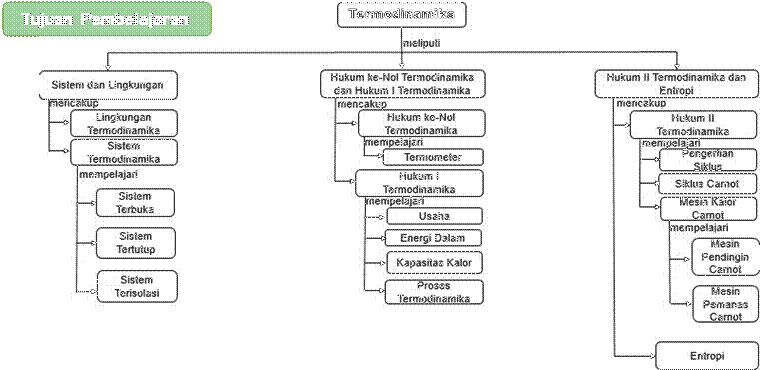 Tujuan Pembelajaran
Termodinamika
meliputi
Sistem dan Lingkungan
mencakup
Lingkungan
Termodinamika
Sistem
Termodinamika
mempelajari
Sistem
Terbuka
Sistem
Tertutup
Sistem
Terisolasi
Hukum ke-Nol Termodinamika
dan Hukum I Termodinamika
mencakup
Hukum ke-Nol
Termodinamika
mempelajari
Termometer
Hukum I
Termodinamika
mempelajari
Usaha
Energi Dalam
Kapasitas Kalor
Proses
Termodinamika
Hukum II Termodinamika dan
Entropi
mencakup
Hukum II
Termodinamika
mempelajari
Pengertian
Siklus
Siklus Carnot
Mesin Kalor
Carnot
mempelajari
Mesin
Pendingin
Carnot
Mesin
Pemanas
Carnot
Entropi